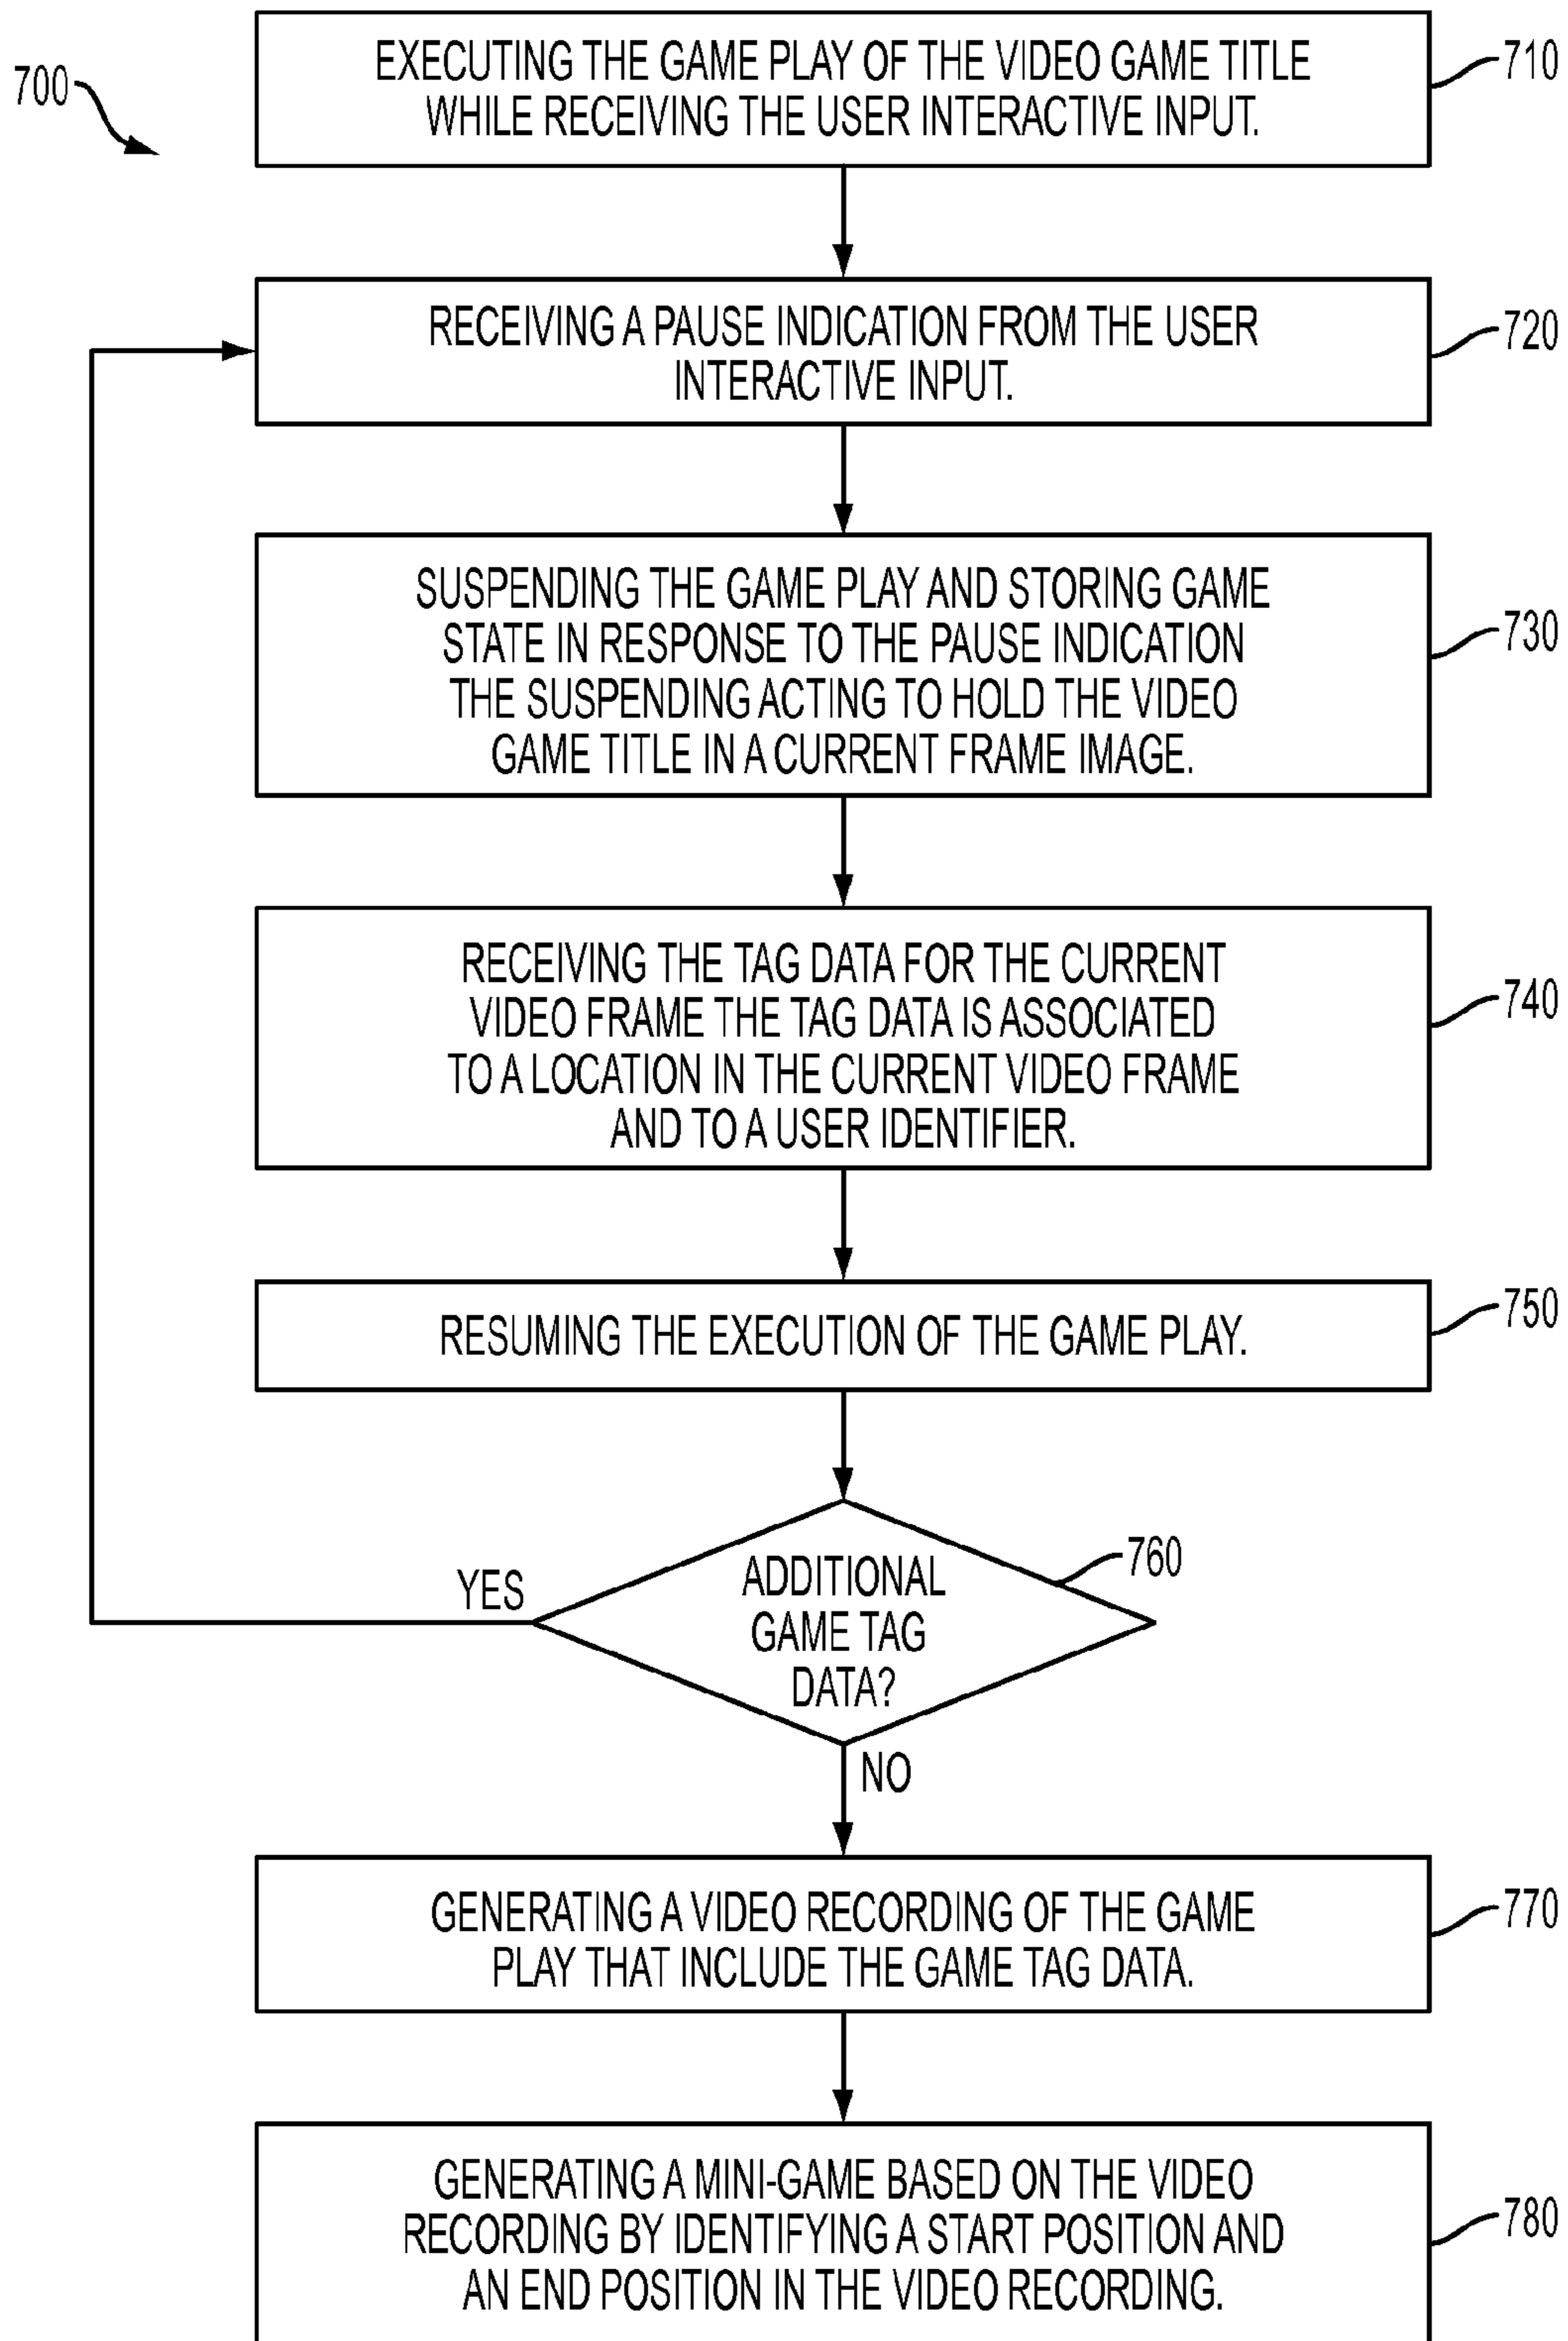 700
EXECUTING THE GAME PLAY OF THE VIDEO GAME TITLE
WHILE RECEIVING THE USER INTERACTIVE INPUT.
710
RECEIVING A PAUSE INDICATION FROM THE USER
INTERACTIVE INPUT.
720
SUSPENDING THE GAME PLAY AND STORING GAME
STATE IN RESPONSE TO THE PAUSE INDICATION
THE SUSPENDING ACTING TO HOLD THE VIDEO
GAME TITLE IN A CURRENT FRAME IMAGE.
730
RECEIVING THE TAG DATA FOR THE CURRENT
VIDEO FRAME THE TAG DATA IS ASSOCIATED
TO A LOCATION IN THE CURRENT VIDEO FRAME
AND TO A USER IDENTIFIER.
740
RESUMING THE EXECUTION OF THE GAME PLAY.
750
ADDITIONAL
GAME TAG
DATA?
760
YES
NO
GENERATING A VIDEO RECORDING OF THE GAME
PLAY THAT INCLUDE THE GAME TAG DATA.
770
GENERATING A MINI-GAME BASED ON THE VIDEO
RECORDING BY IDENTIFYING A START POSITION AND
AN END POSITION IN THE VIDEO RECORDING.
780